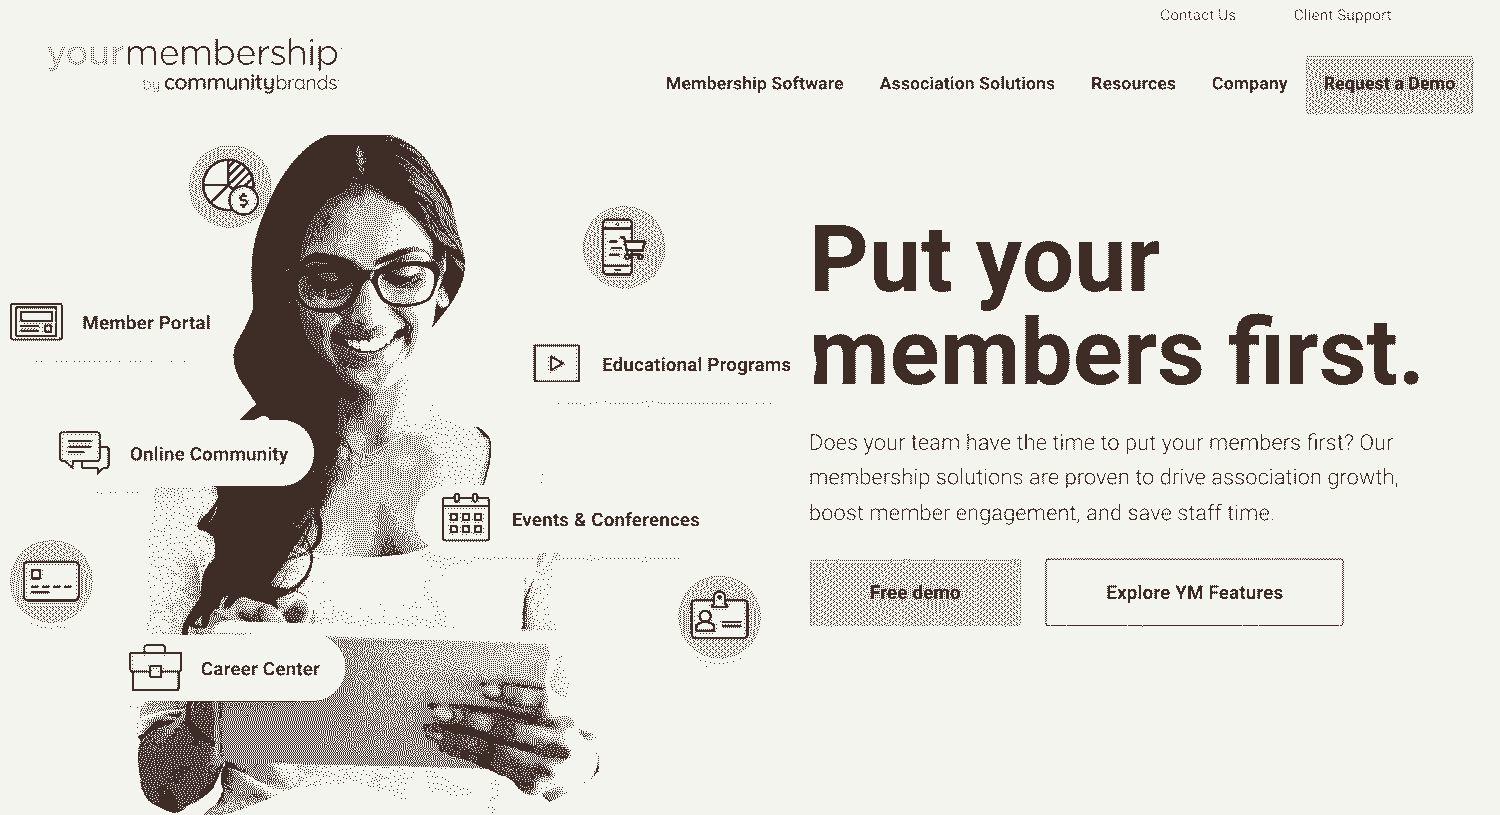 Contact Us
Client Support
yourmembership
by communitybrands
Membership Software
Association Solutions
Resources
Company
Request a Demo
$
Put your
members first.
Member Portal
Educational Programs
Online Community
Events & Conferences
Career Center
Does your team have the time to put your members first? Our
membership solutions are proven to drive association growth,
boost member engagement, and save staff time.
Free demo
Explore YM Features